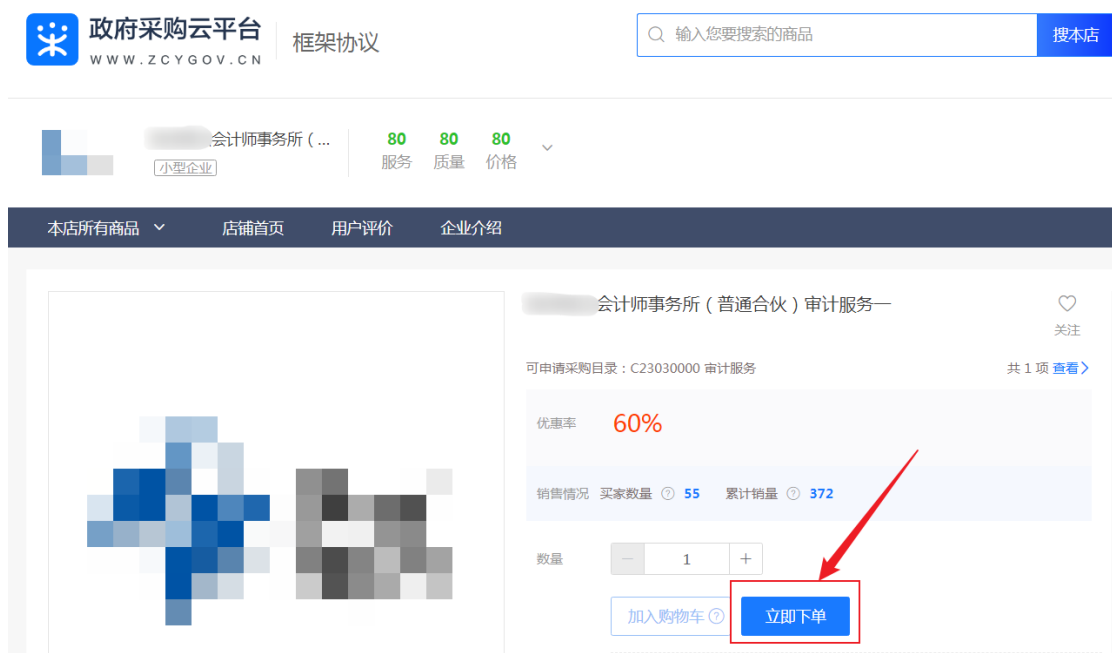 政府采购云平台
WWW.ZCYGOV.CN
框架协议
输入您要搜索的商品
搜本店
会计师事务所（...
小型企业
80 80 80
服务 质量 价格
本店所有商品 店铺首页 用户评价 企业介绍
会计师事务所（普通合伙）审计服务一
关注
可申请采购目录：C23030000 审计服务
共 1 项 查看
优惠率 60%
销售情况 买家数量 ? 55 累计销量 ? 372
数量 － 1 +
加入购物车 ? 立即下单